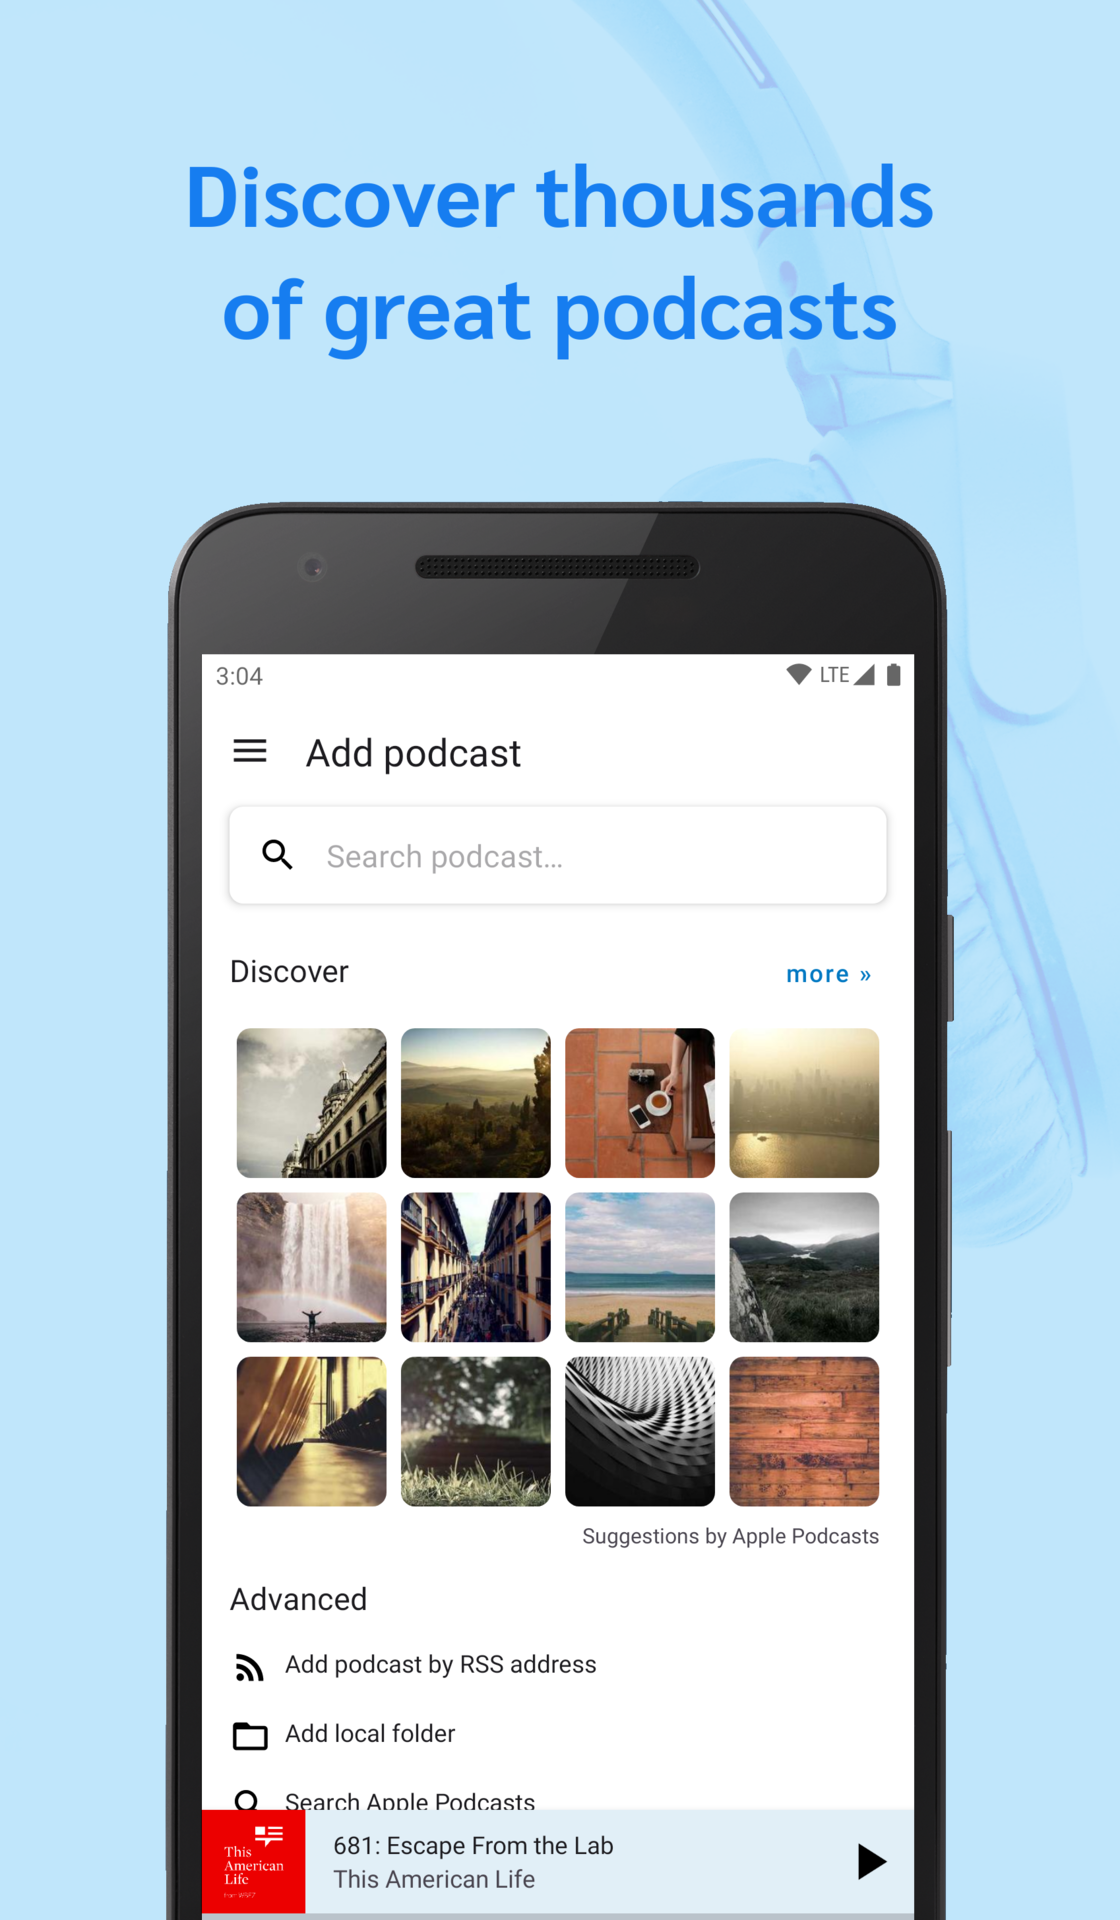 Discover thousands
of great podcasts
3:04
LTE
Add podcast
Search podcast...
Discover
more »
Suggestions by Apple Podcasts
Advanced
Add podcast by RSS address
Add local folder
Search Apple Podcasts
This
American
Life
681: Escape From the Lab
This American Life